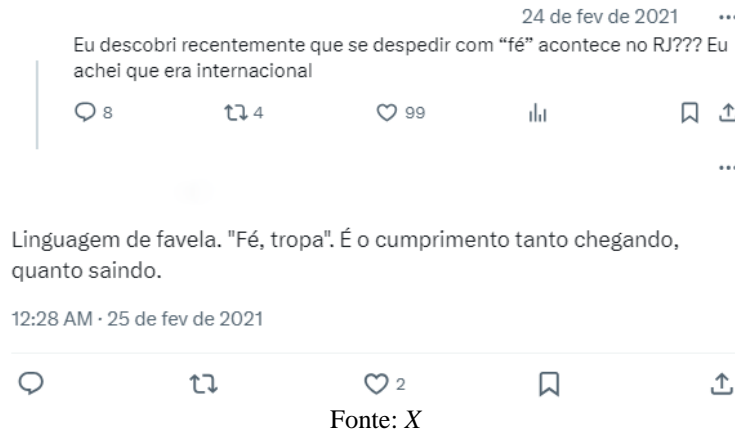 24 de fev de 2021
Eu descobri recentemente que se despedir com “fé” acontece no RJ??? Eu
achei que era internacional
8 4 99
Linguagem de favela. "Fé, tropa". É o cumprimento tanto chegando,
quanto saindo.
12:28 AM · 25 de fev de 2021
2
Fonte: X